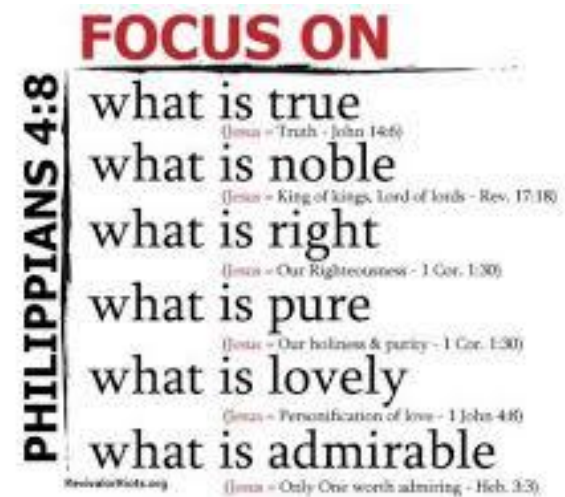 FOCUS ON
PHILIPPIANS 4:8
what is true
(Jesus = Truth - John 14:6)
what is noble
(Jesus = King of kings, Lord of lords - Rev. 17:18)
what is right
(Jesus = Our Righteousness - 1 Cor. 1:30)
what is pure
(Jesus = Our holiness & purity - 1 Cor. 1:30)
what is lovely
(Jesus = Personification of love - 1 John 4:8)
what is admirable
(Jesus = Only One worth admiring - Heb. 3:3)
RevivalorRiots.org